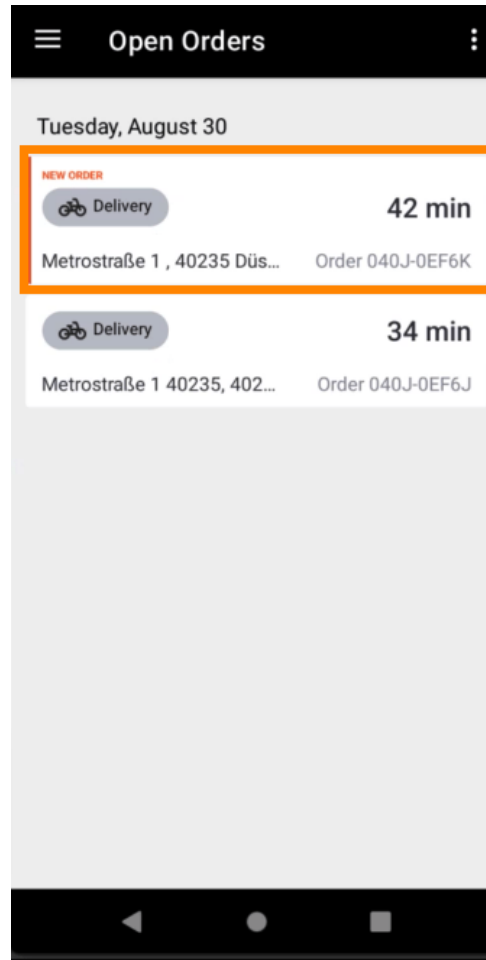 Open Orders
Tuesday, August 30
NEW ORDER
Delivery
42 min
Metrostraße 1 , 40235 Düs... Order 040J-0EF6K
Delivery
34 min
Metrostraße 1 40235, 402... Order 040J-0EF6J